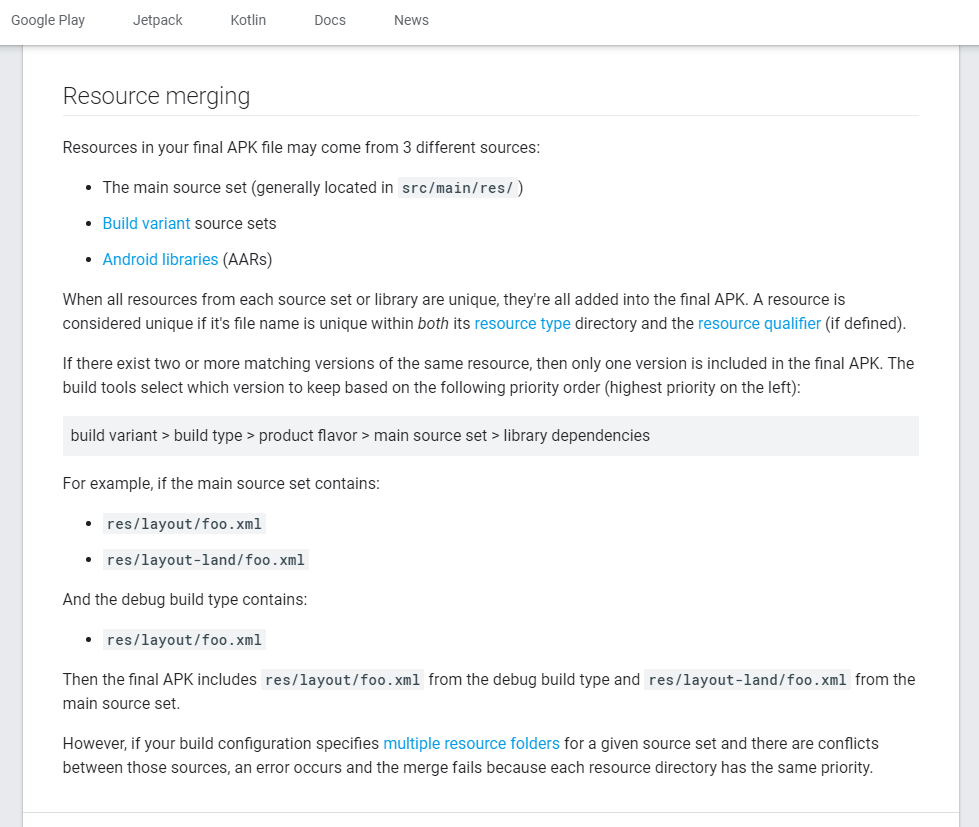 Google Play Jetpack Kotlin Docs News
Resource merging
Resources in your final APK file may come from 3 different sources:
• The main source set (generally located in src/main/res/ )
• Build variant source sets
• Android libraries (AARs)
When all resources from each source set or library are unique, they're all added into the final APK. A resource is
considered unique if it's file name is unique within both its resource type directory and the resource qualifier (if defined).
If there exist two or more matching versions of the same resource, then only one version is included in the final APK. The
build tools select which version to keep based on the following priority order (highest priority on the left):
build variant > build type > product flavor > main source set > library dependencies
For example, if the main source set contains:
• res/layout/foo.xml
• res/layout-land/foo.xml
And the debug build type contains:
• res/layout/foo.xml
Then the final APK includes res/layout/foo.xml from the debug build type and res/layout-land/foo.xml from the
main source set.
However, if your build configuration specifies multiple resource folders for a given source set and there are conflicts
between those sources, an error occurs and the merge fails because each resource directory has the same priority.